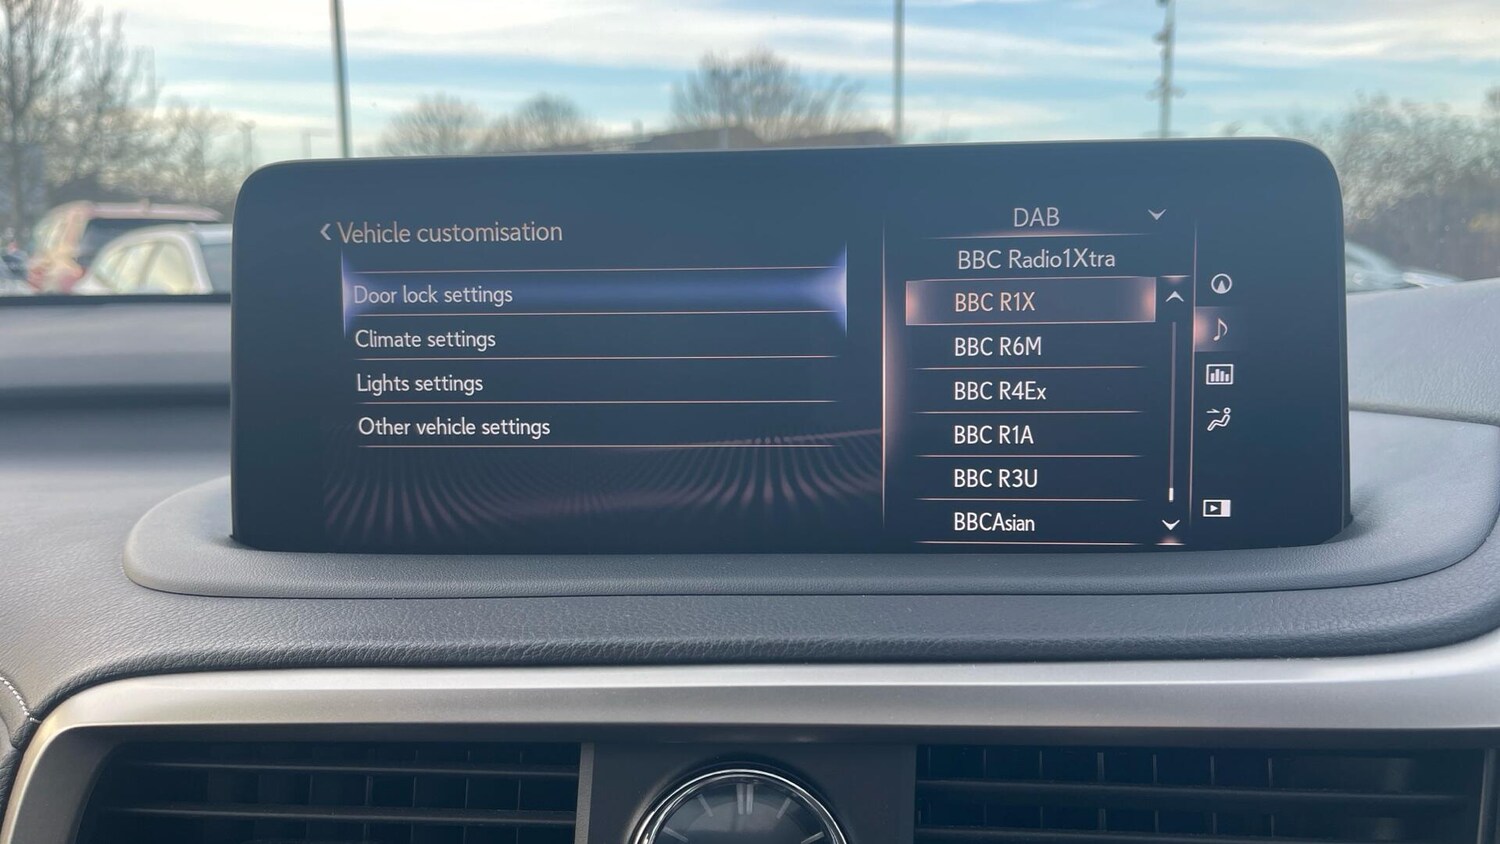 Vehicle customisation
Door lock settings
Climate settings
Lights settings
Other vehicle settings
DAB
BBC Radio1Xtra
BBC R1X
BBC R6M
BBC R4Ex
BBC R1A
BBC R3U
BBCAsian